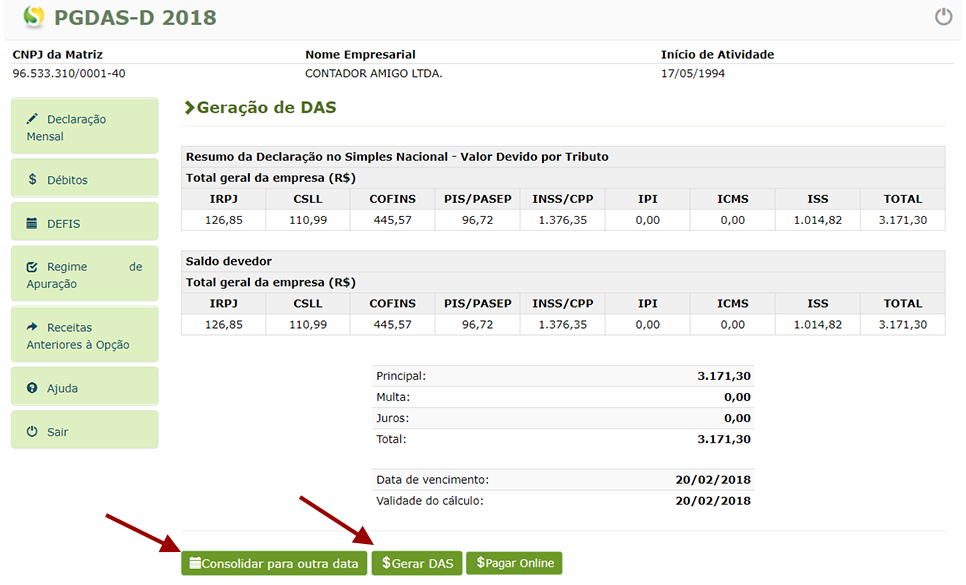 PGDAS-D 2018
CNPJ da Matriz Nome Empresarial Início de Atividade
96.533.310/0001-40 CONTADOR AMIGO LTDA. 17/05/1994
Declaração
Mensal
$ Débitos
DEFIS
Regime de
Apuração
Receitas
Anteriores à Opção
Ajuda
Sair
Geração de DAS
Resumo da Declaração no Simples Nacional - Valor Devido por Tributo
Total geral da empresa (R$)
IRPJ CSLL COFINS PIS/PASEP INSS/CPP IPI ICMS ISS TOTAL
126,85 110,99 445,57 96,72 1.376,35 0,00 0,00 1.014,82 3.171,30
Saldo devedor
Total geral da empresa (R$)
IRPJ CSLL COFINS PIS/PASEP INSS/CPP IPI ICMS ISS TOTAL
126,85 110,99 445,57 96,72 1.376,35 0,00 0,00 1.014,82 3.171,30
Principal: 3.171,30
Multa: 0,00
Juros: 0,00
Total: 3.171,30
Data de vencimento: 20/02/2018
Validade do cálculo: 20/02/2018
Consolidar para outra data $Gerar DAS $Pagar Online